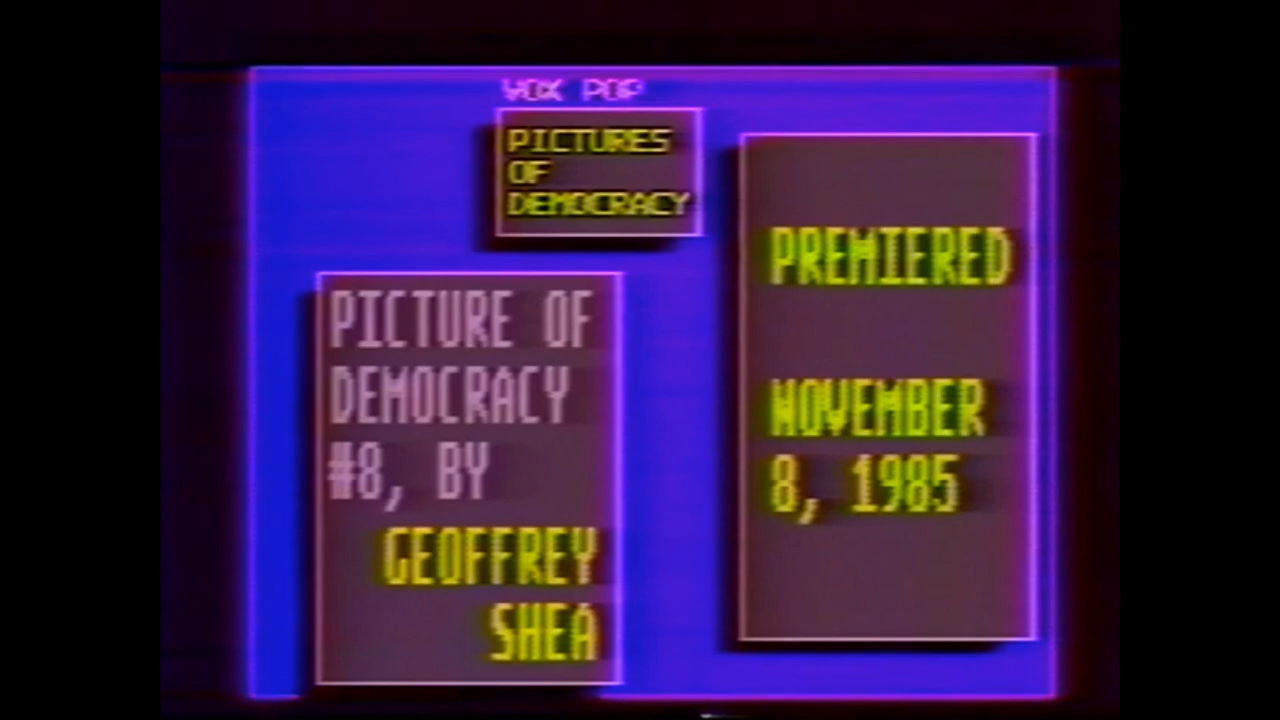 VOX POP
PICTURES
OF
DEMOCRACY
PICTURE OF
DEMOCRACY
#8, BY
GEOFFREY
SHEA
PREMIERED
NOVEMBER
8, 1985